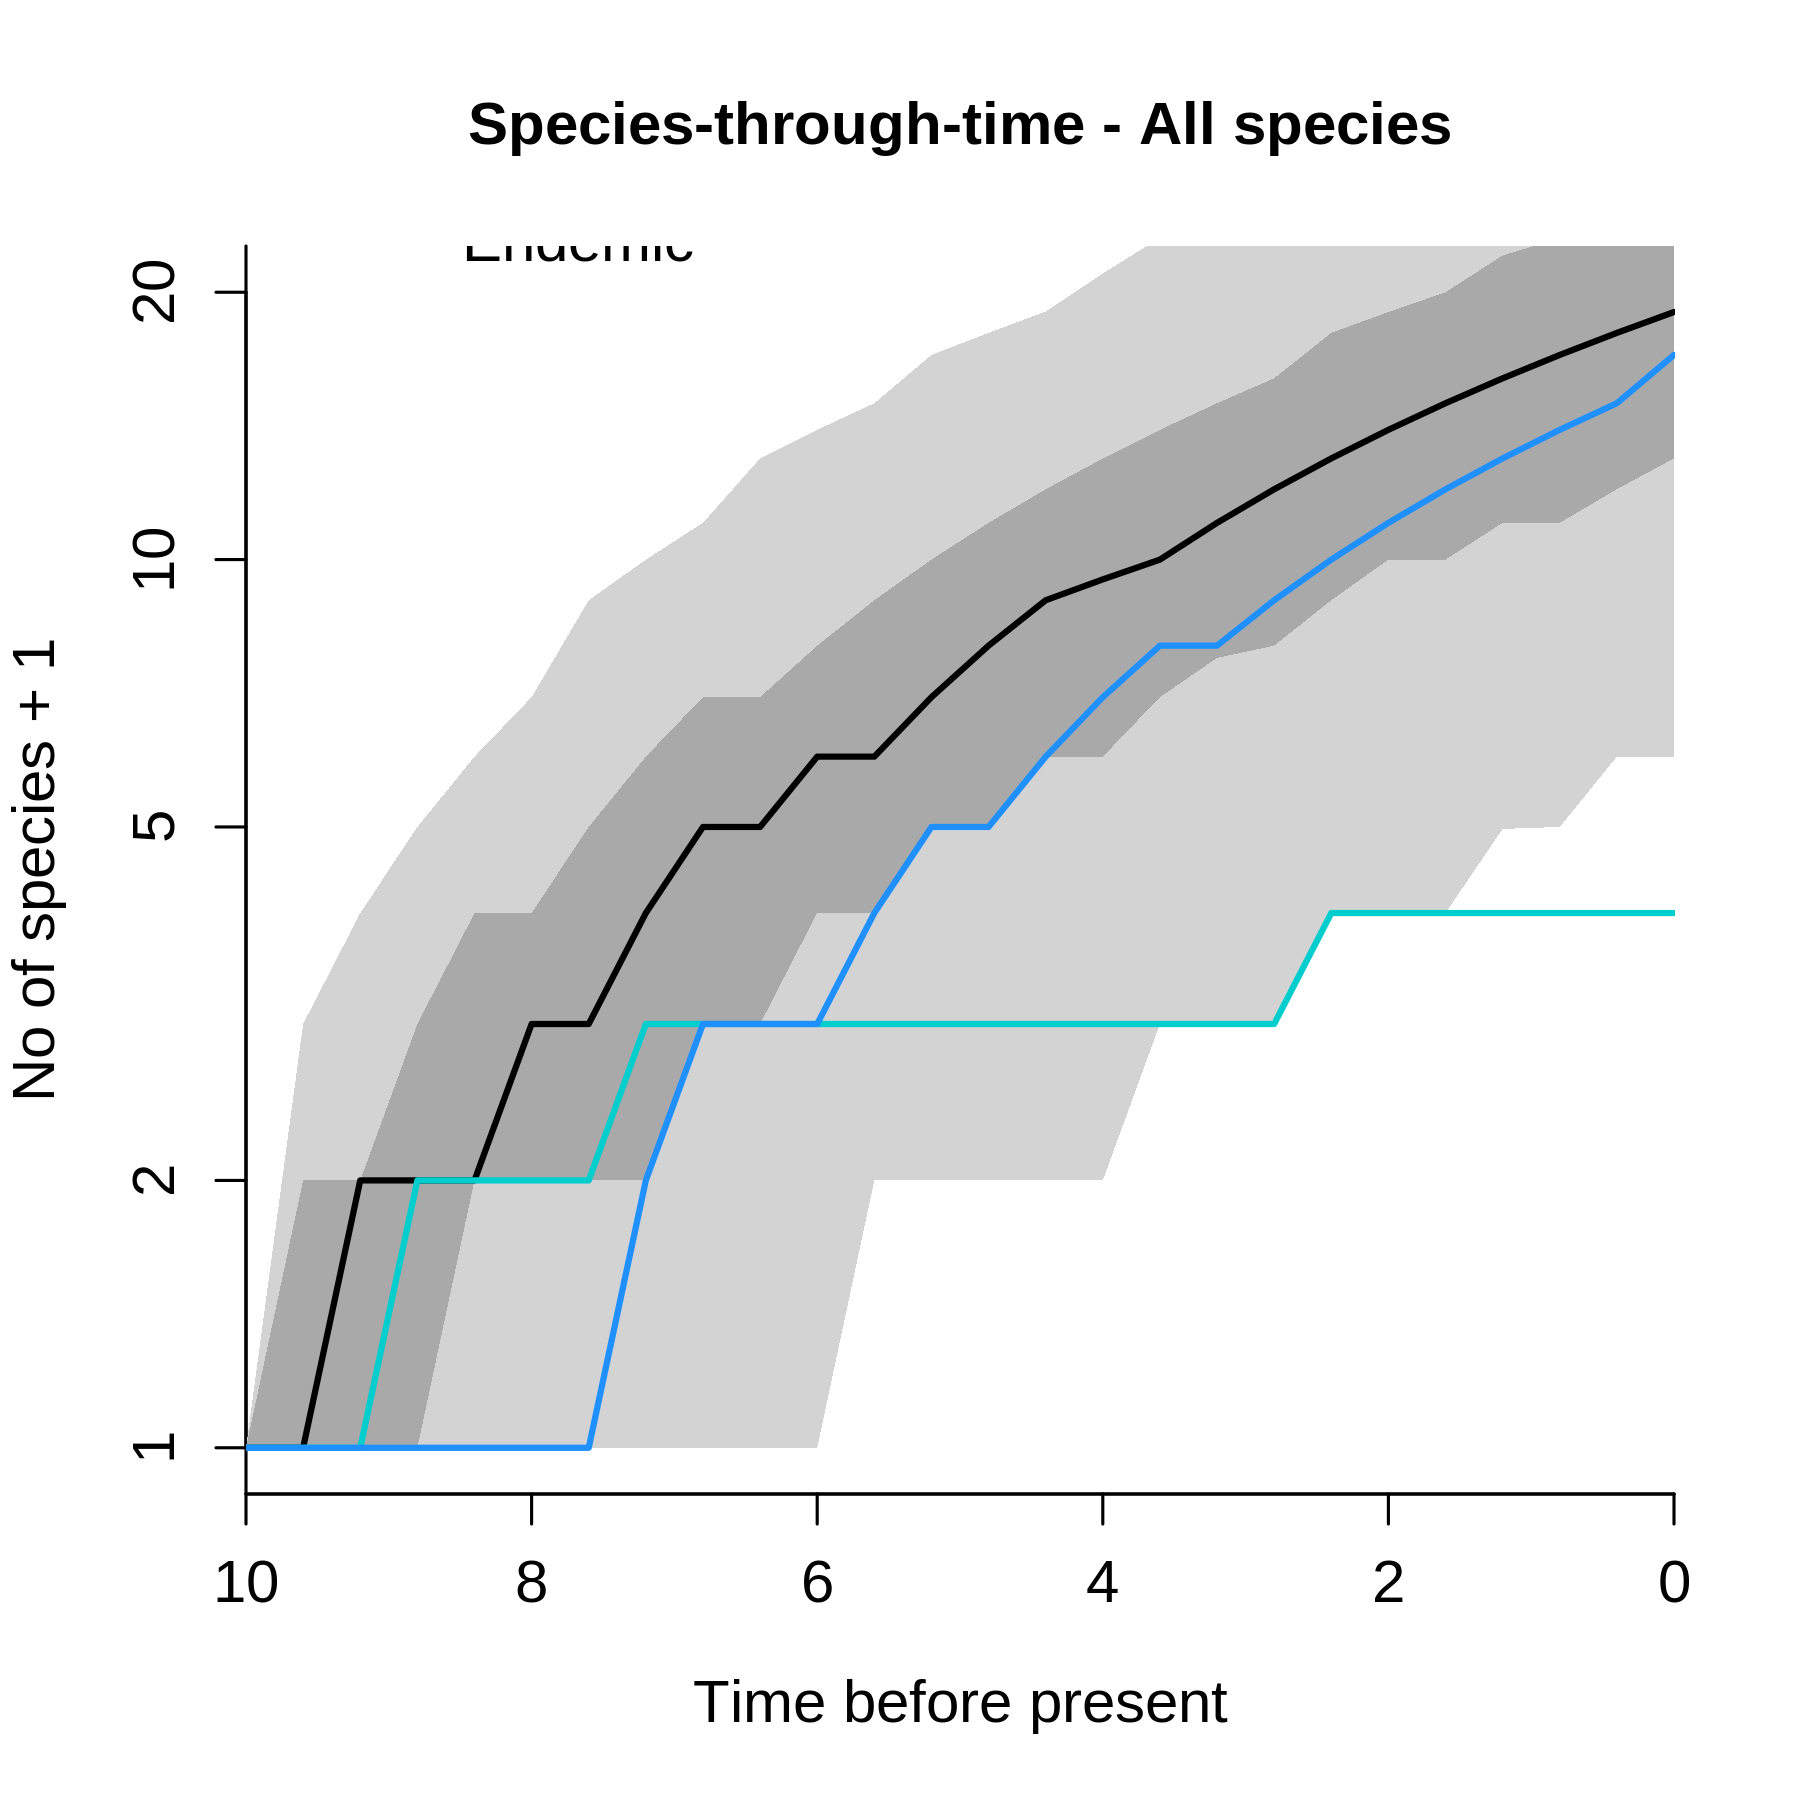 Species-through-time - All species
Endemic
20
10
5
2
1
No of species + 1
10 8 6 4 2 0
Time before present